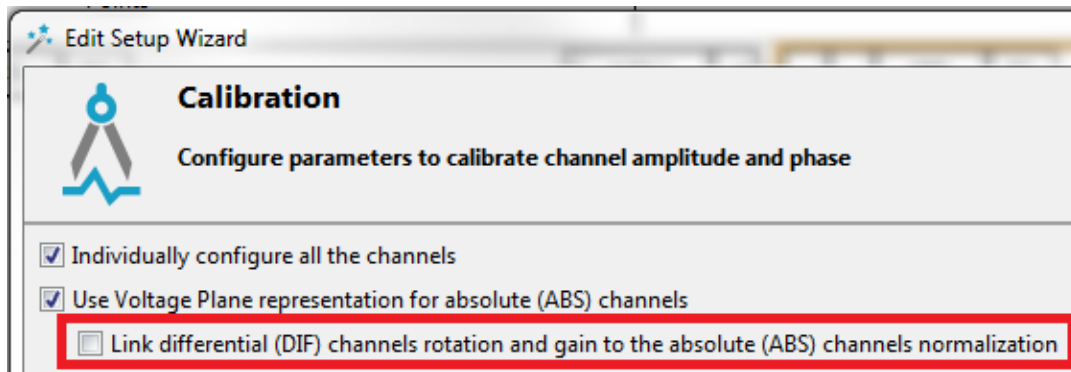 Edit Setup Wizard
Calibration
Configure parameters to calibrate channel amplitude and phase
Individually configure all the channels
Use Voltage Plane representation for absolute (ABS) channels
Link differential (DIF) channels rotation and gain to the absolute (ABS) channels normalization